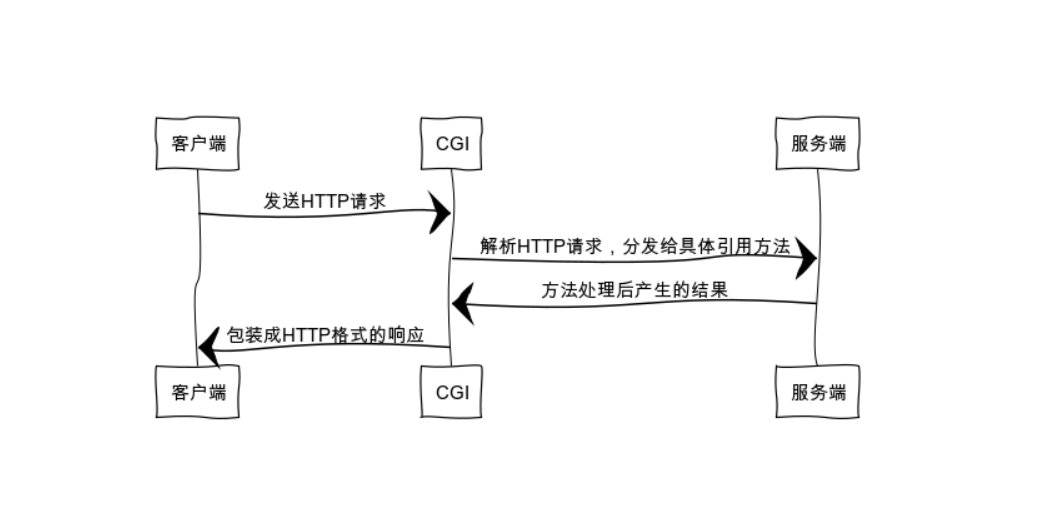 客户端
CGI
服务端
发送HTTP请求
解析HTTP请求，分发给具体引用方法
方法处理后产生的结果
包装成HTTP格式的响应
客户端
CGI
服务端